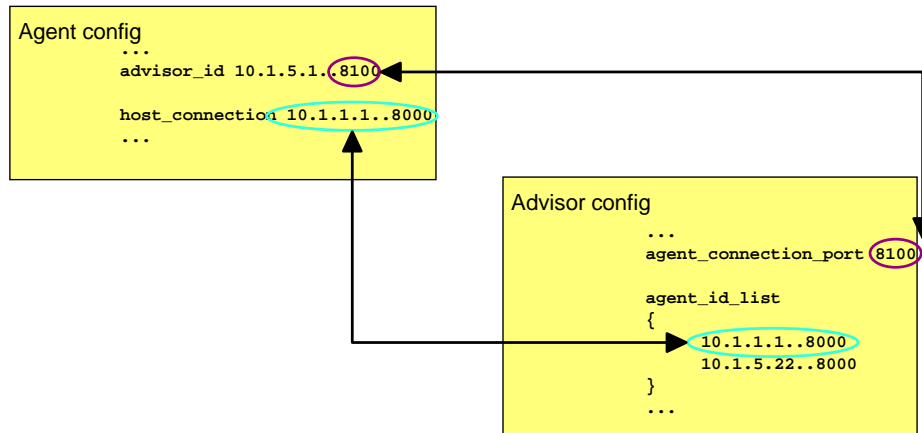 Agent config
...
advisor_id 10.1.5.1..8100
host_connection 10.1.1.1..8000
...
Advisor config
...
agent_connection_port 8100
agent_id_list
{
10.1.1.1..8000
10.1.5.22..8000
}
...